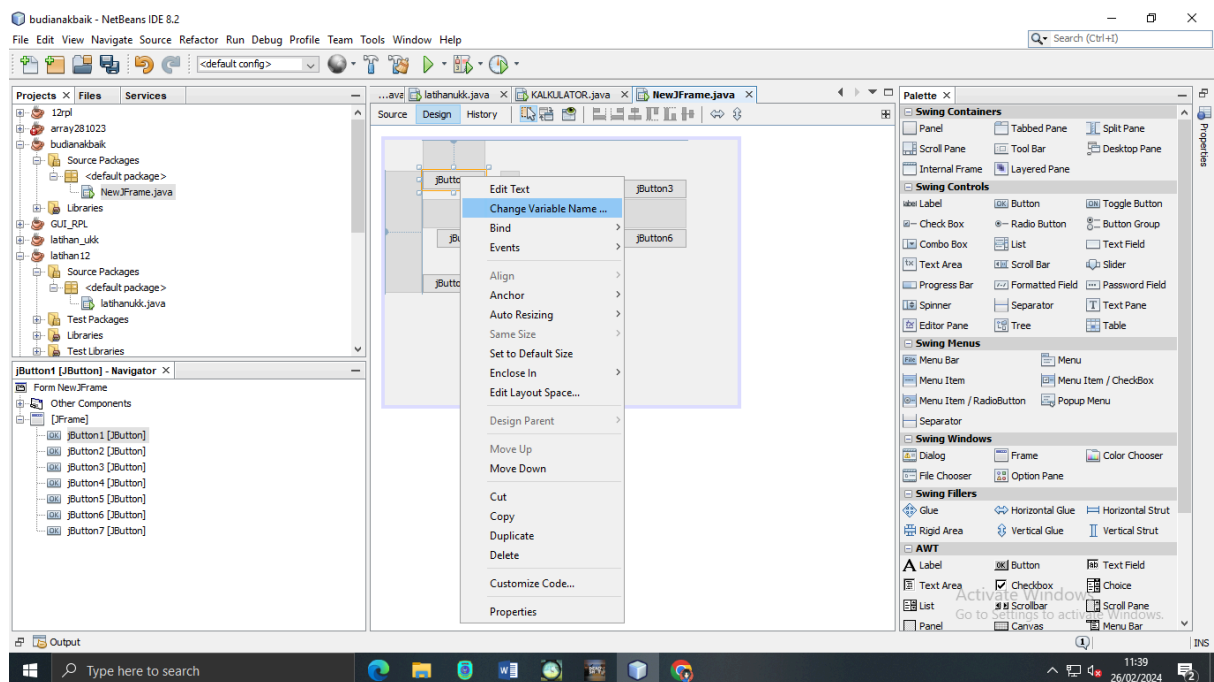 budianakbaik - NetBeans IDE 8.2
File Edit View Navigate Source Refactor Run Debug Profile Team Tools Window Help
Search (Ctrl+I)
<default config>
Projects Files Services
12rpl
array281023
budianakbaik
Source Packages
<default package>
NewJFrame.java
Libraries
GUI_RPL
latihan_ukk
latihan12
Source Packages
<default package>
latihanukk.java
Test Packages
Libraries
Test Libraries
jButton1 [JButton] - Navigator
Form NewJFrame
Other Components
[JFrame]
jButton1 [JButton]
jButton2 [JButton]
jButton3 [JButton]
jButton4 [JButton]
jButton5 [JButton]
jButton6 [JButton]
jButton7 [JButton]
...ava latihanukk.java KALKULATOR.java NewJFrame.java
Source Design History
jButto
jButton3
jBu
jButton6
jButto
Edit Text
Change Variable Name ...
Bind
Events
Align
Anchor
Auto Resizing
Same Size
Set to Default Size
Enclose In
Edit Layout Space...
Design Parent
Move Up
Move Down
Cut
Copy
Duplicate
Delete
Customize Code...
Properties
Palette
Swing Containers
Panel Tabbed Pane Split Pane
Scroll Pane Tool Bar Desktop Pane
Internal Frame Layered Pane
Swing Controls
label Label OK Button ON Toggle Button
Check Box Radio Button Button Group
Combo Box List Text Field
Text Area Scroll Bar Slider
Progress Bar Formatted Field Password Field
Spinner Separator Text Pane
Editor Pane Tree Table
Swing Menus
Menu Bar Menu
Menu Item Menu Item / CheckBox
Menu Item / RadioButton Popup Menu
Separator
Swing Windows
Dialog Frame Color Chooser
File Chooser Option Pane
Swing Fillers
Glue Horizontal Glue Horizontal Strut
Rigid Area Vertical Glue Vertical Strut
AWT
Label Button Text Field
Text Area Checkbox Choice
List Scrollbar Scroll Pane
Panel Canvas Menu Bar
Activate Windows
Go to Settings to activate Windows.
Properties
Output
1
INS
Type here to search
11:39
26/02/2024
2